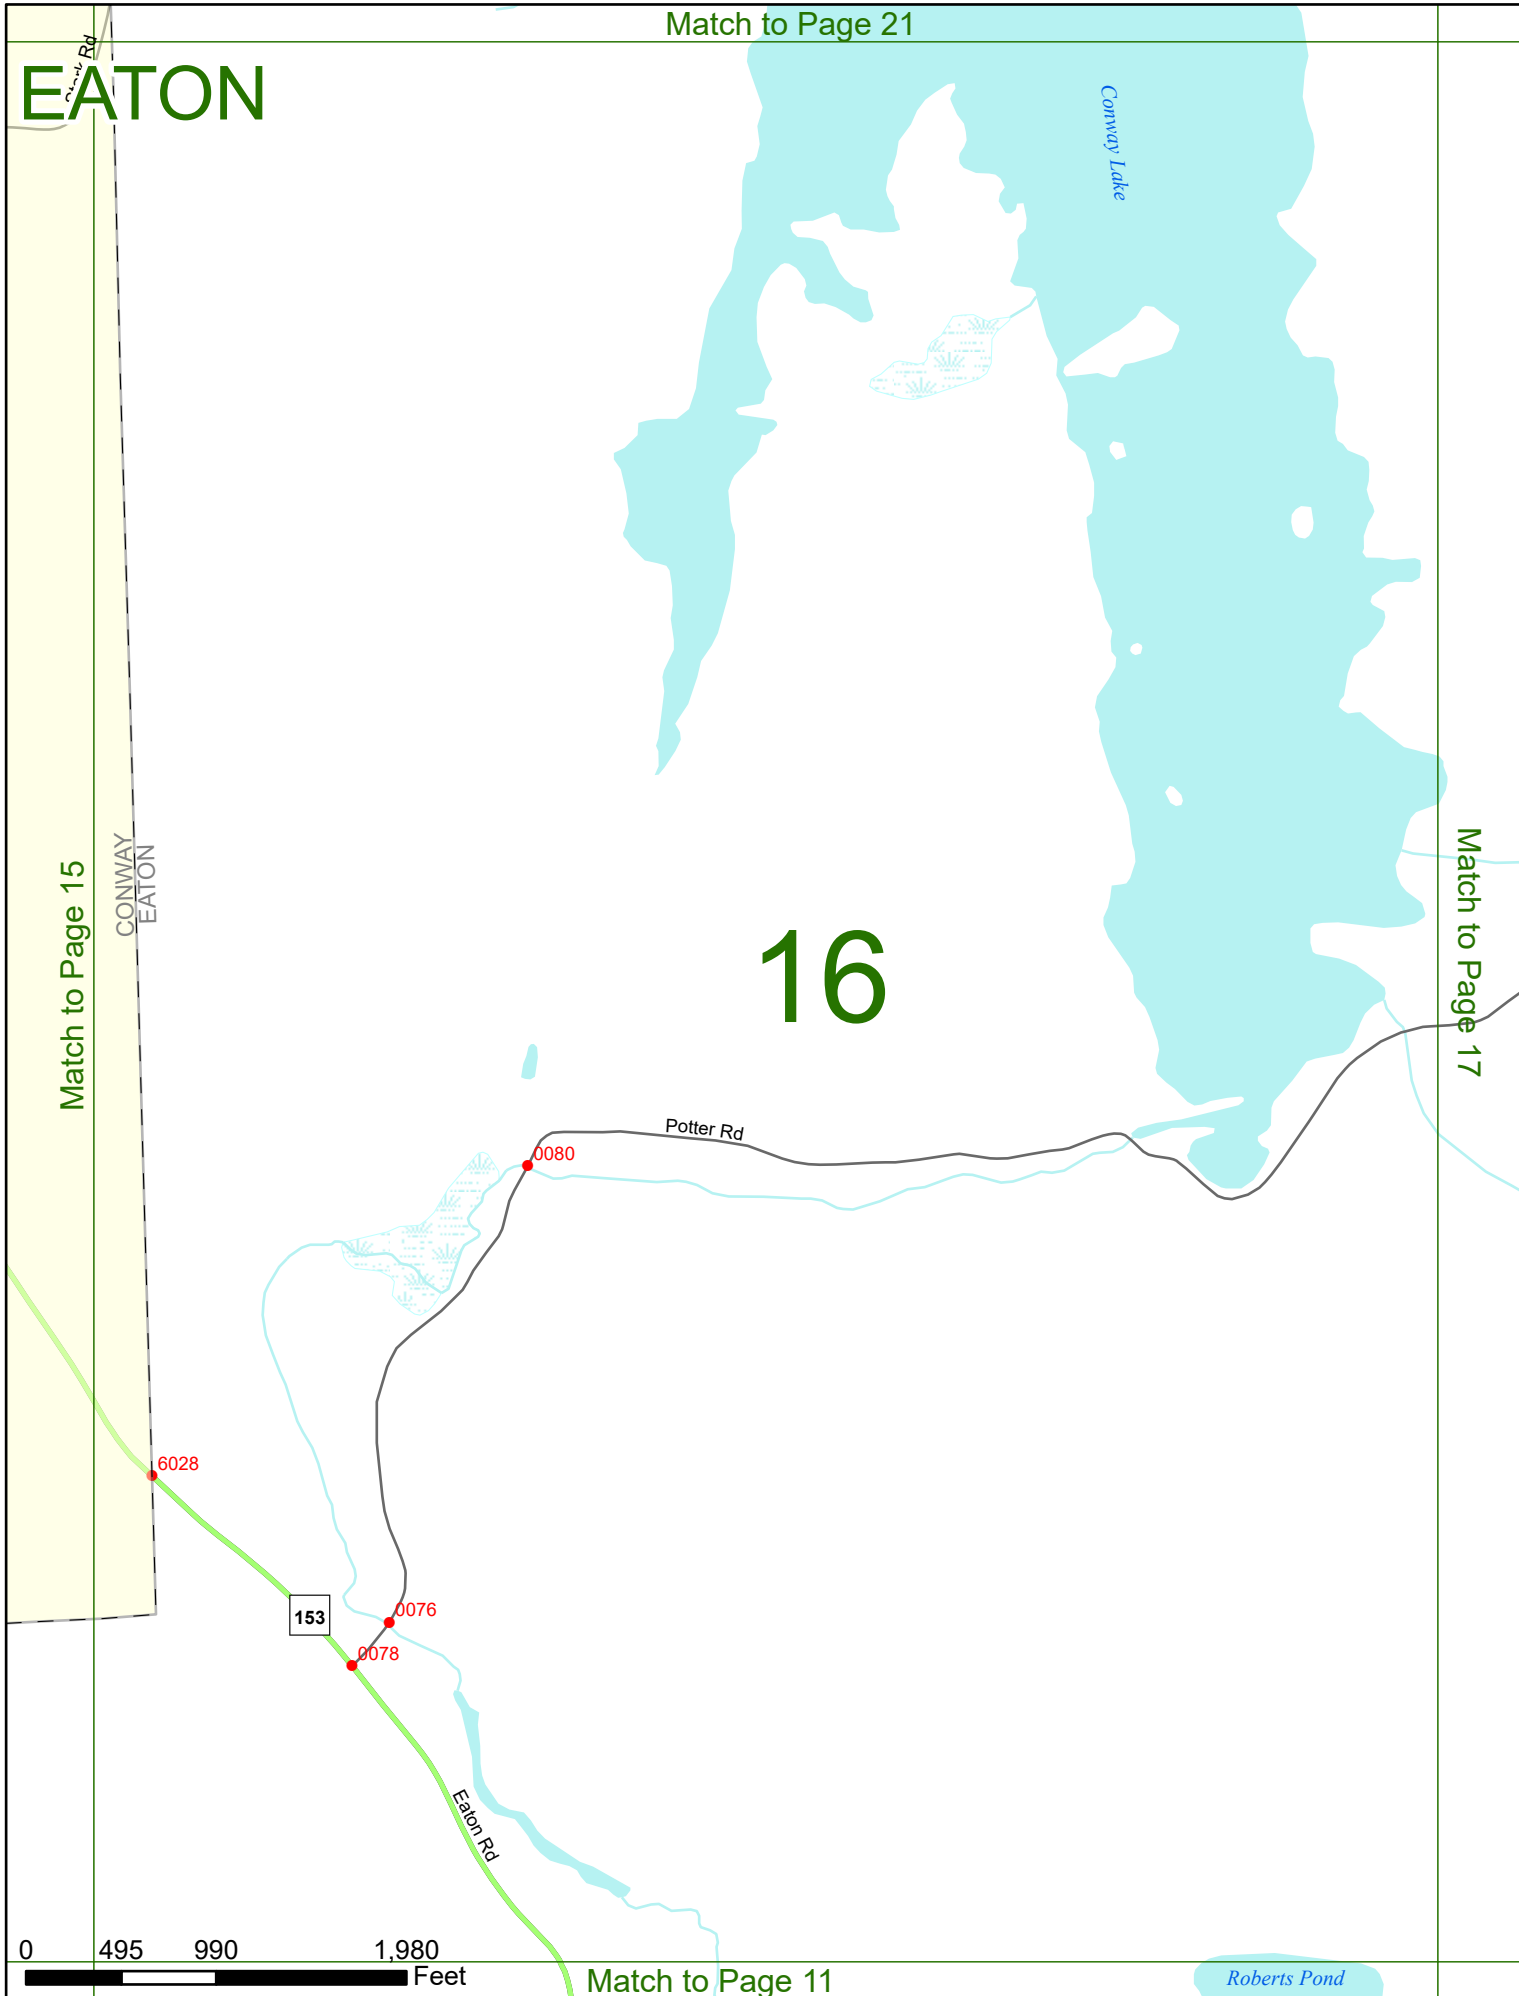 Match to Page 21
EATON
Conway Lake
CONWAY
EATON
Match to Page 15
16
Match to Page 17
Potter Rd
0080
6028
153
0076
0078
Eaton Rd
0 495 990 1,980
Feet
Match to Page 11
Roberts Pond